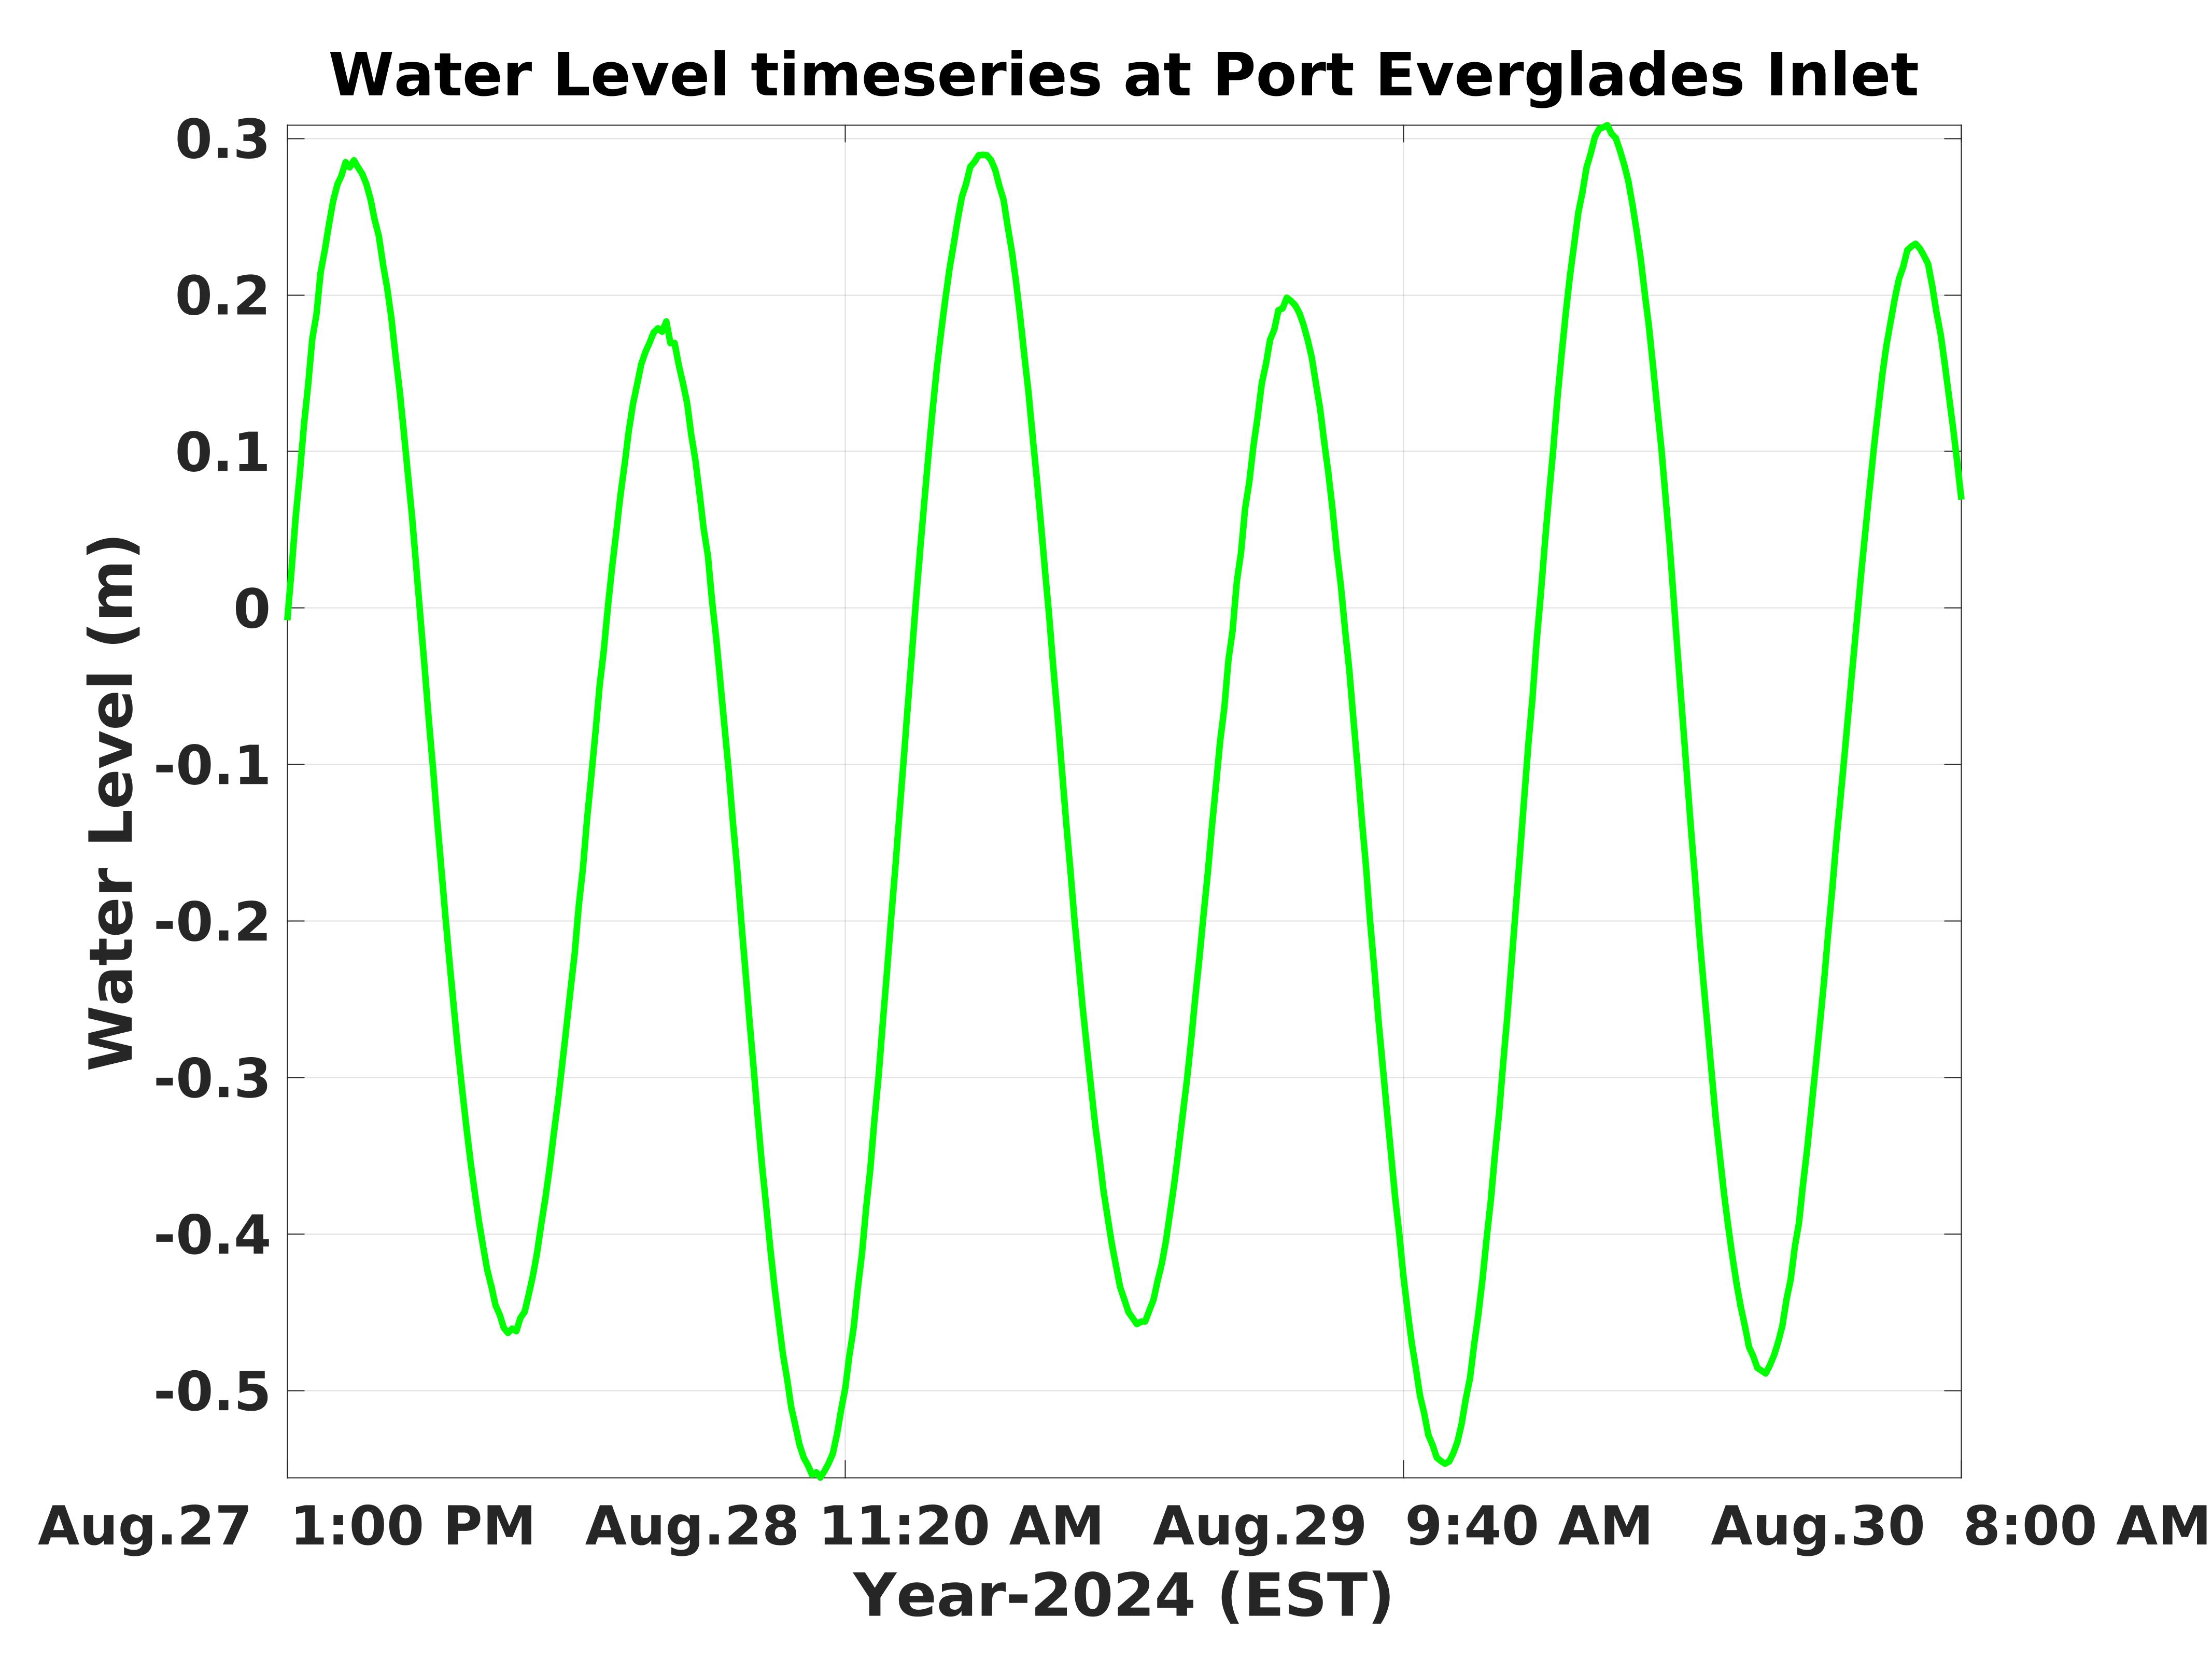 Water Level timeseries at Port Everglades Inlet
0.3
0.2
0.1
0
-0.1
-0.2
-0.3
-0.4
-0.5
Water Level (m)
Aug.27 1:00 PM Aug.28 11:20 AM Aug.29 9:40 AM Aug.30 8:00 AM
Year-2024 (EST)